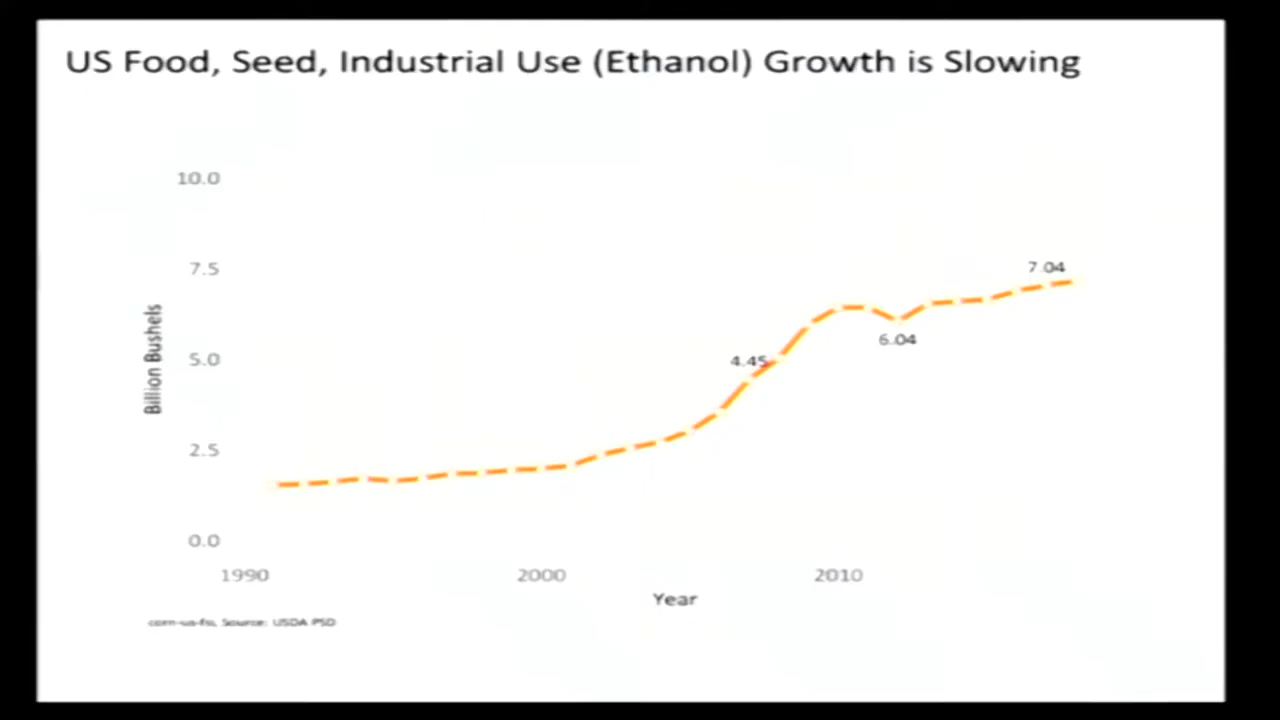 US Food, Seed, Industrial Use (Ethanol) Growth is Slowing
10.0
7.5
5.0
2.5
0.0
Billion Bushels
4.45
6.04
7.04
1990
2000
2010
Year
corn-us-fsi, Source: USDA PSD